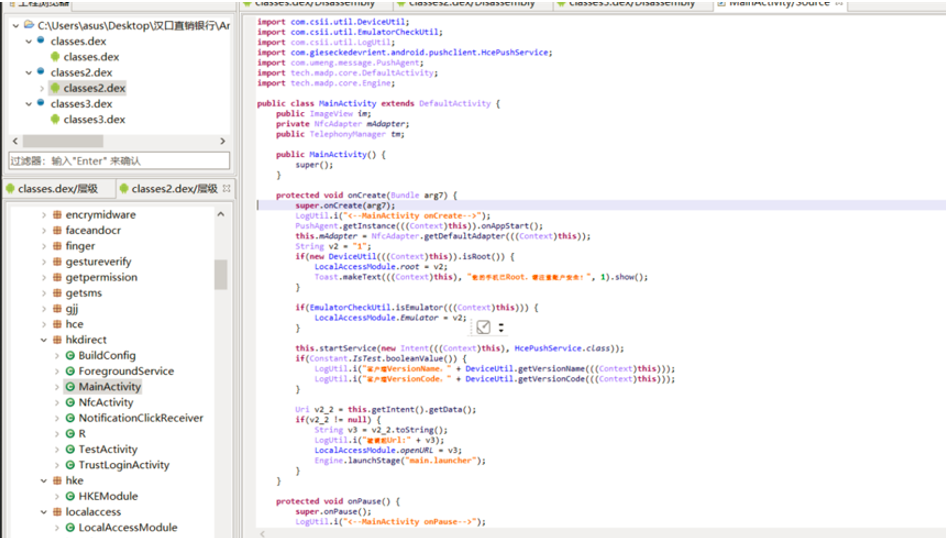 工程浏览器
classes.dex/Disassembly
classes2.dex/Disassembly
classes3.dex/Disassembly
MainActivity/Source
C:\Users\asus\Desktop\汉口直销银行\Ar
classes.dex
classes.dex
classes2.dex
classes2.dex
classes3.dex
classes3.dex
过滤器: 输入"Enter" 来确认
classes.dex/层级
classes2.dex/层级
encrymidware
faceandocr
finger
gestureverify
getpermission
getsms
gjj
hce
hkdirect
BuildConfig
ForegroundService
MainActivity
NfcActivity
NotificationClickReceiver
R
TestActivity
TrustLoginActivity
hke
HKEModule
localaccess
LocalAccessModule
import com.csii.util.DeviceUtil;
import com.csii.util.EmulatorCheckUtil;
import com.csii.util.LogUtil;
import com.gieseckedevrient.android.pushclient.HcePushService;
import com.umeng.message.PushAgent;
import tech.madp.core.DefaultActivity;
import tech.madp.core.Engine;
public class MainActivity extends DefaultActivity {
public ImageView im;
private NfcAdapter mAdapter;
public TelephonyManager tm;
public MainActivity() {
super();
}
protected void onCreate(Bundle arg7) {
super.onCreate(arg7);
LogUtil.i("<--MainActivity onCreate-->");
PushAgent.getInstance(((Context)this)).onAppStart();
this.mAdapter = NfcAdapter.getDefaultAdapter(((Context)this));
String v2 = "1";
if(new DeviceUtil(((Context)this)).isRoot()) {
LocalAccessModule.root = v2;
Toast.makeText(((Context)this), "您的手机已Root，请注意账户安全！", 1).show();
}
if(EmulatorCheckUtil.isEmulator(((Context)this))) {
LocalAccessModule.Emulator = v2;
}
this.startService(new Intent(((Context)this), HcePushService.class));
if(Constant.IsTest.booleanValue()) {
LogUtil.i("客户端VersionName，" + DeviceUtil.getVersionName(((Context)this)));
LogUtil.i("客户端VersionCode，" + DeviceUtil.getVersionCode(((Context)this)));
}
Uri v2_2 = this.getIntent().getData();
if(v2_2 != null) {
String v3 = v2_2.toString();
LogUtil.i("Url:" + v3);
LocalAccessModule.openURL = v3;
Engine.launchStage("main.launcher");
}
}
protected void onPause() {
super.onPause();
LogUtil.i("<--MainActivity onPause-->");